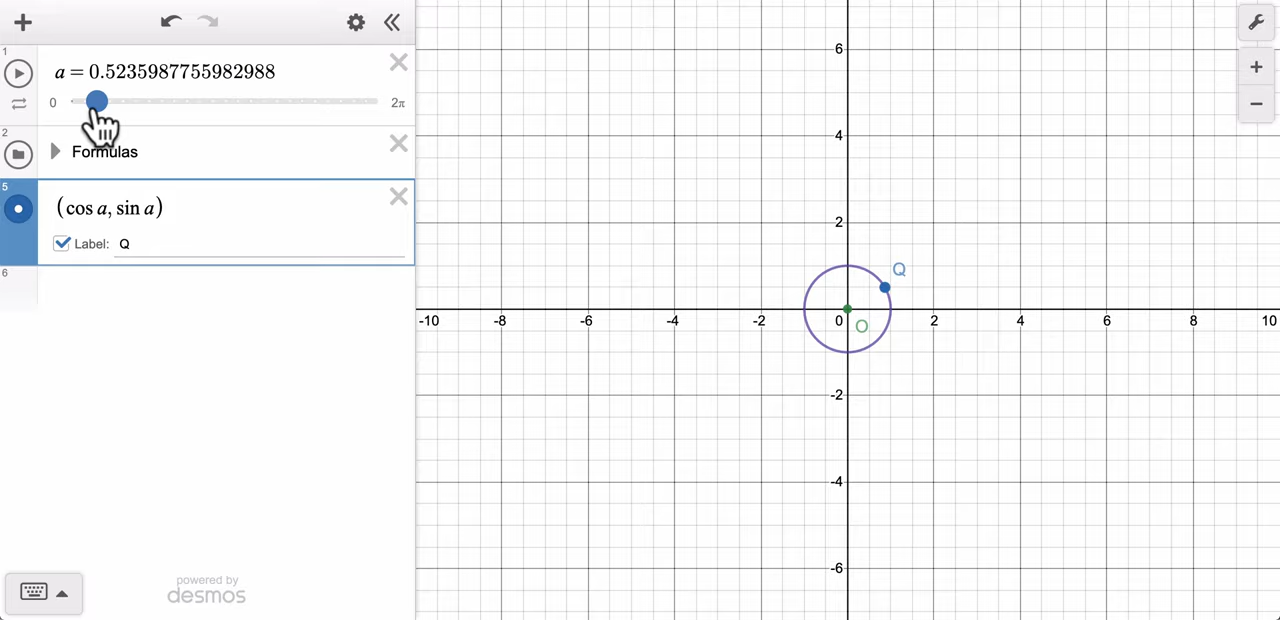 1
a = 0.5235987755982988
0
2π
2
Formulas
5
(cos a, sin a)
Label: Q
6
powered by
desmos
6
4
2
Q
-10 -8 -6 -4 -2 0 2 4 6 8 10
O
-2
-4
-6